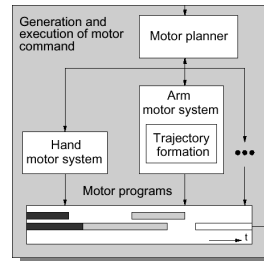 Generation and
execution of motor
command
Motor planner
Arm
motor system
Trajectory
formation
Hand
motor system
Motor programs
t